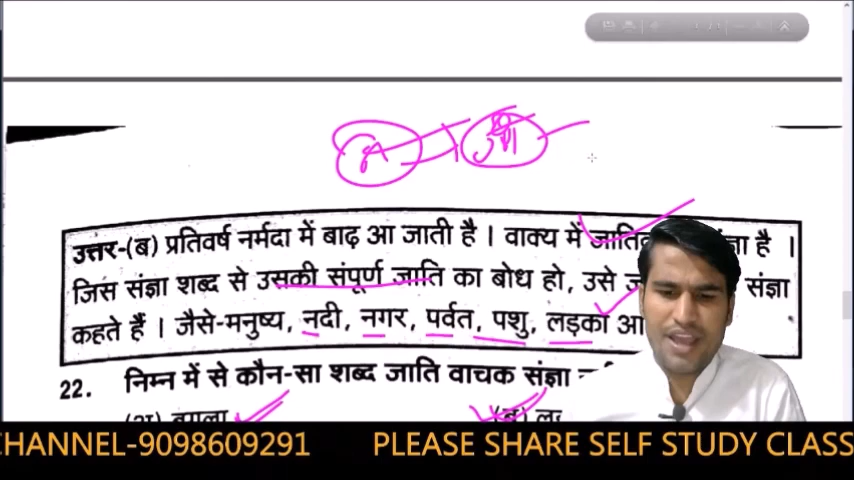 उत्तर-(ब) प्रतिवर्ष नर्मदा में बाढ़ आ जाती है । वाक्य में है ।
जिस संज्ञा शब्द से उसकी संपूर्ण जाति का बोध हो, उसे संज्ञा
कहते हैं । जैसे-मनुष्य, नदी, नगर, पर्वत, पशु, लड़का
22. निम्न में से कौन-सा शब्द जाति वाचक संज्ञा
(अ) बगुला (ब)
CHANNEL-9098609291 PLEASE SHARE SELF STUDY CLASS